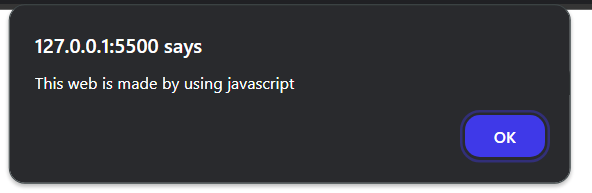 127.0.0.1:5500 says
This web is made by using javascript
OK